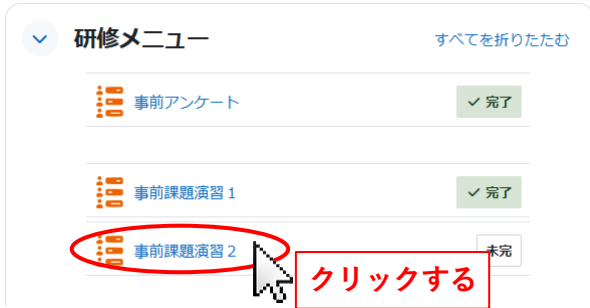 研修メニュー
すべてを折りたたむ
事前アンケート
完了
事前課題演習1
完了
事前課題演習2
未完
クリックする